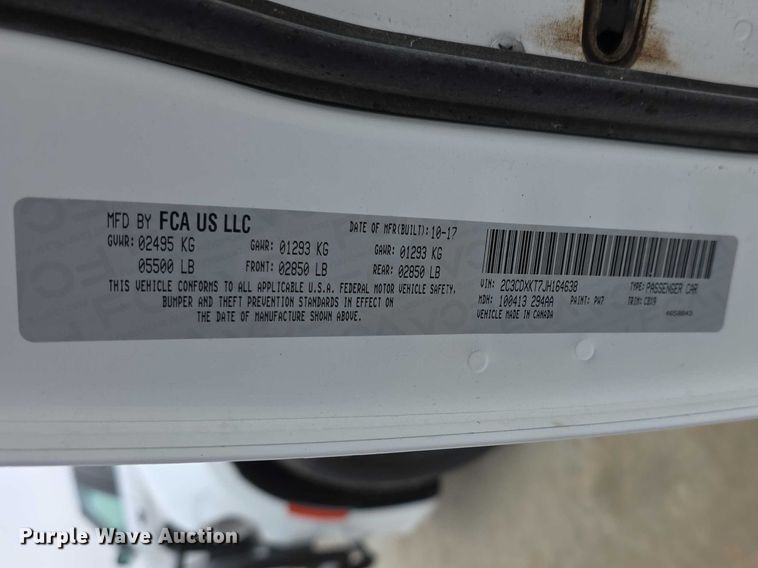 MFD BY FCA US LLC DATE OF MFR(BUILT): 10-17
GVWR: 02495 KG GAWR: 01293 KG GAWR: 01293 KG
05500 LB FRONT: 02850 LB REAR: 02850 LB
THIS VEHICLE CONFORMS TO ALL APPLICABLE U.S.A. FEDERAL MOTOR VEHICLE SAFETY,
BUMPER AND THEFT PREVENTION STANDARDS IN EFFECT ON
THE DATE OF MANUFACTURE SHOWN ABOVE.
VIN: 2C3CDXKT7JH164638 TYPE: PASSENGER CAR
MDH: 100413 284AA PAINT: PW7 TRIM: C8X9
VEHICLE MADE IN CANADA
Purple Wave Auction